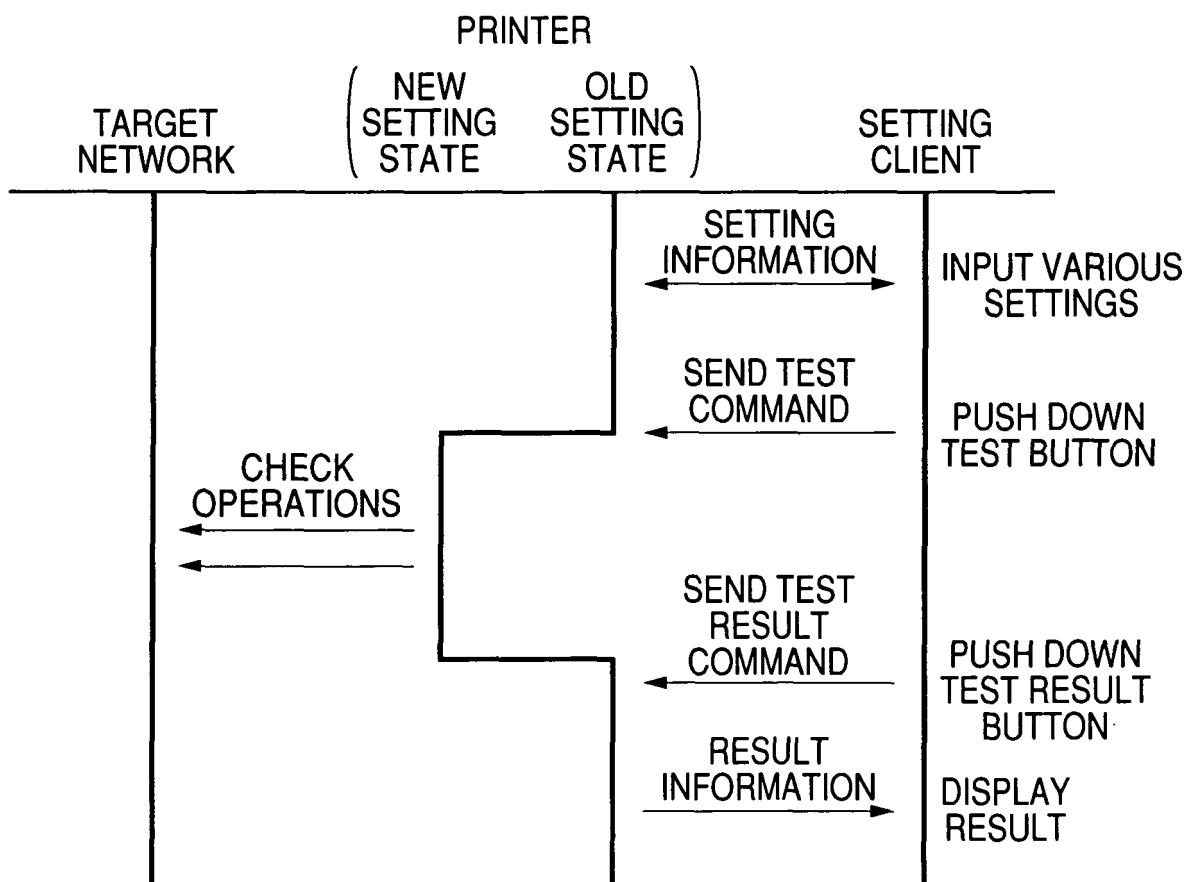 PRINTER
TARGET
NETWORK
NEW
SETTING
STATE
OLD
SETTING
STATE
SETTING
CLIENT
SETTING
INFORMATION
INPUT VARIOUS
SETTINGS
SEND TEST
COMMAND
PUSH DOWN
TEST BUTTON
CHECK
OPERATIONS
SEND TEST
RESULT
COMMAND
PUSH DOWN
TEST RESULT
BUTTON
RESULT
INFORMATION
DISPLAY
RESULT